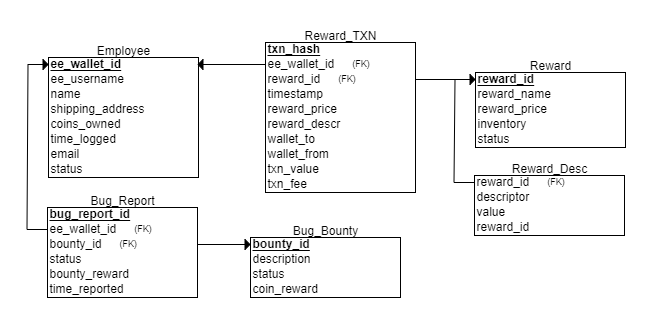 Employee
ee_wallet_id
ee_username
name
shipping_address
coins_owned
time_logged
email
status
Reward_TXN
txn_hash
ee_wallet_id (FK)
reward_id (FK)
timestamp
reward_price
reward_descr
wallet_to
wallet_from
txn_value
txn_fee
Reward
reward_id
reward_name
reward_price
inventory
status
Reward_Desc
reward_id (FK)
descriptor
value
reward_id
Bug_Report
bug_report_id
ee_wallet_id (FK)
bounty_id (FK)
status
bounty_reward
time_reported
Bug_Bounty
bounty_id
description
status
coin_reward